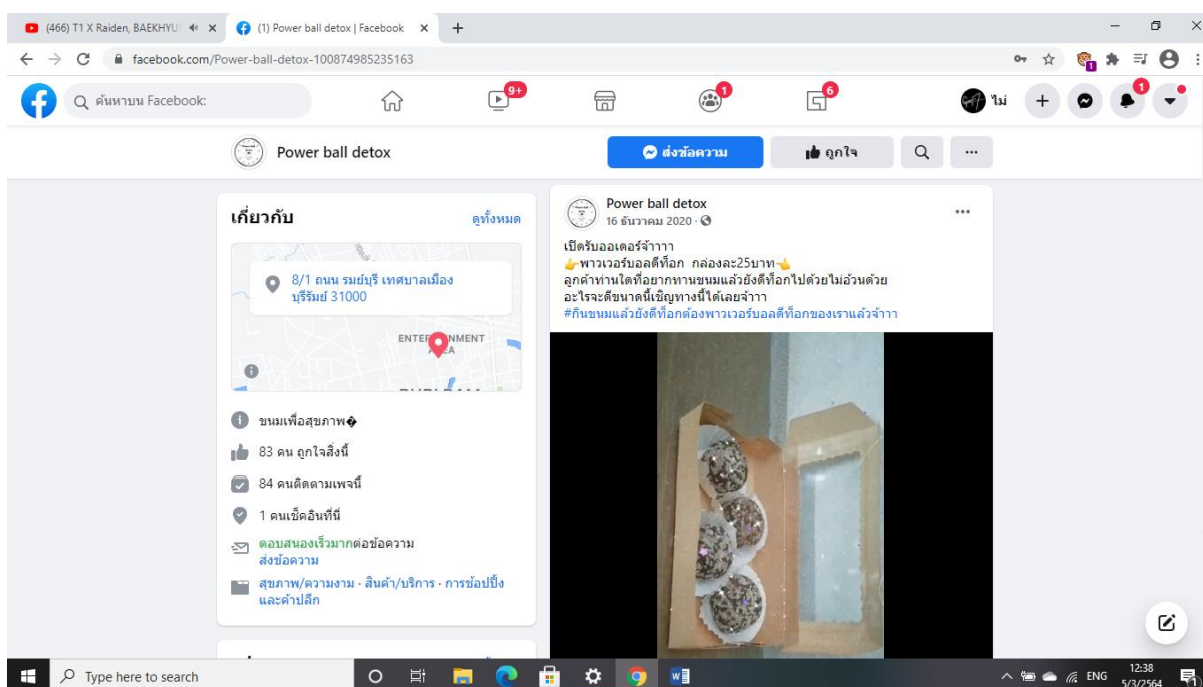 (466) T1 X Raiden, BAEKHYU
(1) Power ball detox | Facebook
facebook.com/Power-ball-detox-100874985235163
ค้นหาบน Facebook:
9+
1
6
ไม่
1
Power ball detox
ส่งข้อความ
ถูกใจ
เกี่ยวกับ
ดูทั้งหมด
8/1 ถนน รมย์บุรี เทศบาลเมือง
บุรีรัมย์ 31000
ขนมเพื่อสุขภาพ�
83 คน ถูกใจสิ่งนี้
84 คนติดตามเพจนี้
1 คนเช็คอินที่นี่
ตอบสนองเร็วมากต่อข้อความ
ส่งข้อความ
สุขภาพ/ความงาม · สินค้า/บริการ · การช้อปปิ้ง
และค้าปลีก
Power ball detox
16 ธันวาคม 2020 ·
เปิดรับออเดอร์จ้าาาา
👉พาวเวอร์บอลดีท็อก กล่องละ25บาท👈
ลูกค้าท่านใดที่อยากทานขนมแล้วยังดีท็อกไปด้วยไม่อ้วนด้วย
อะไรจะดีขนาดนี้เชิญทางนี้ได้เลยจ้าาา
#กินขนมแล้วยังดีท็อกต้องพาวเวอร์บอลดีท็อกของเราแล้วจ้าาา
Type here to search
ENG
12:38
5/3/2564